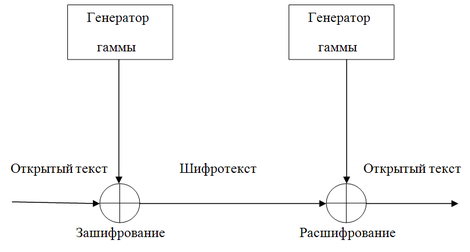 Генератор
гаммы
Генератор
гаммы
Открытый текст
Шифротекст
Открытый текст
Зашифрование
Расшифрование